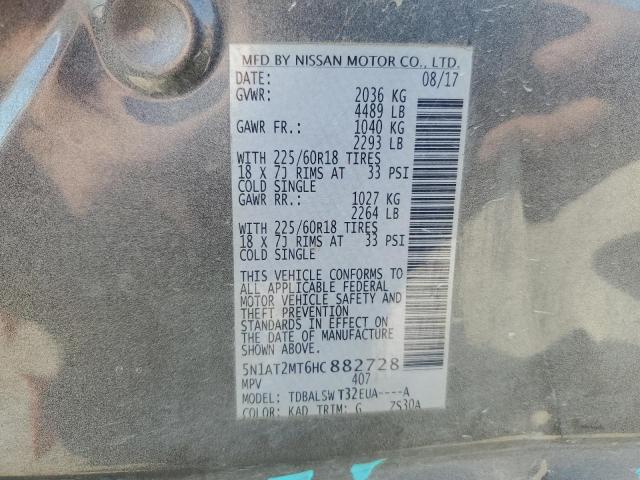 MFD BY NISSAN MOTOR CO., LTD.
DATE: 08/17
GVWR: 2036 KG
4489 LB
GAWR FR.: 1040 KG
2293 LB
WITH 225/60R18 TIRES
18 X 7J RIMS AT 33 PSI
COLD SINGLE
GAWR RR.: 1027 KG
2264 LB
WITH 225/60R18 TIRES
18 X 7J RIMS AT 33 PSI
COLD SINGLE
THIS VEHICLE CONFORMS TO
ALL APPLICABLE FEDERAL
MOTOR VEHICLE SAFETY AND
THEFT PREVENTION
STANDARDS IN EFFECT ON
THE DATE OF MANUFACTURE
SHOWN ABOVE.
5N1AT2MT6HC882728
MPV 407
MODEL: TDBALSWT32EUA----A
COLOR: KAD TRIM: G ZS30A